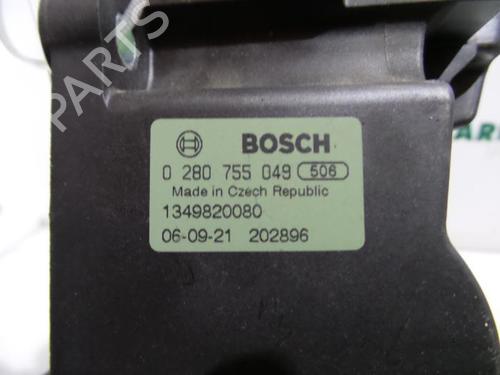 BOSCH
0 280 755 049 506
Made in Czech Republic
1349820080
06-09-21 202896
B-Parts